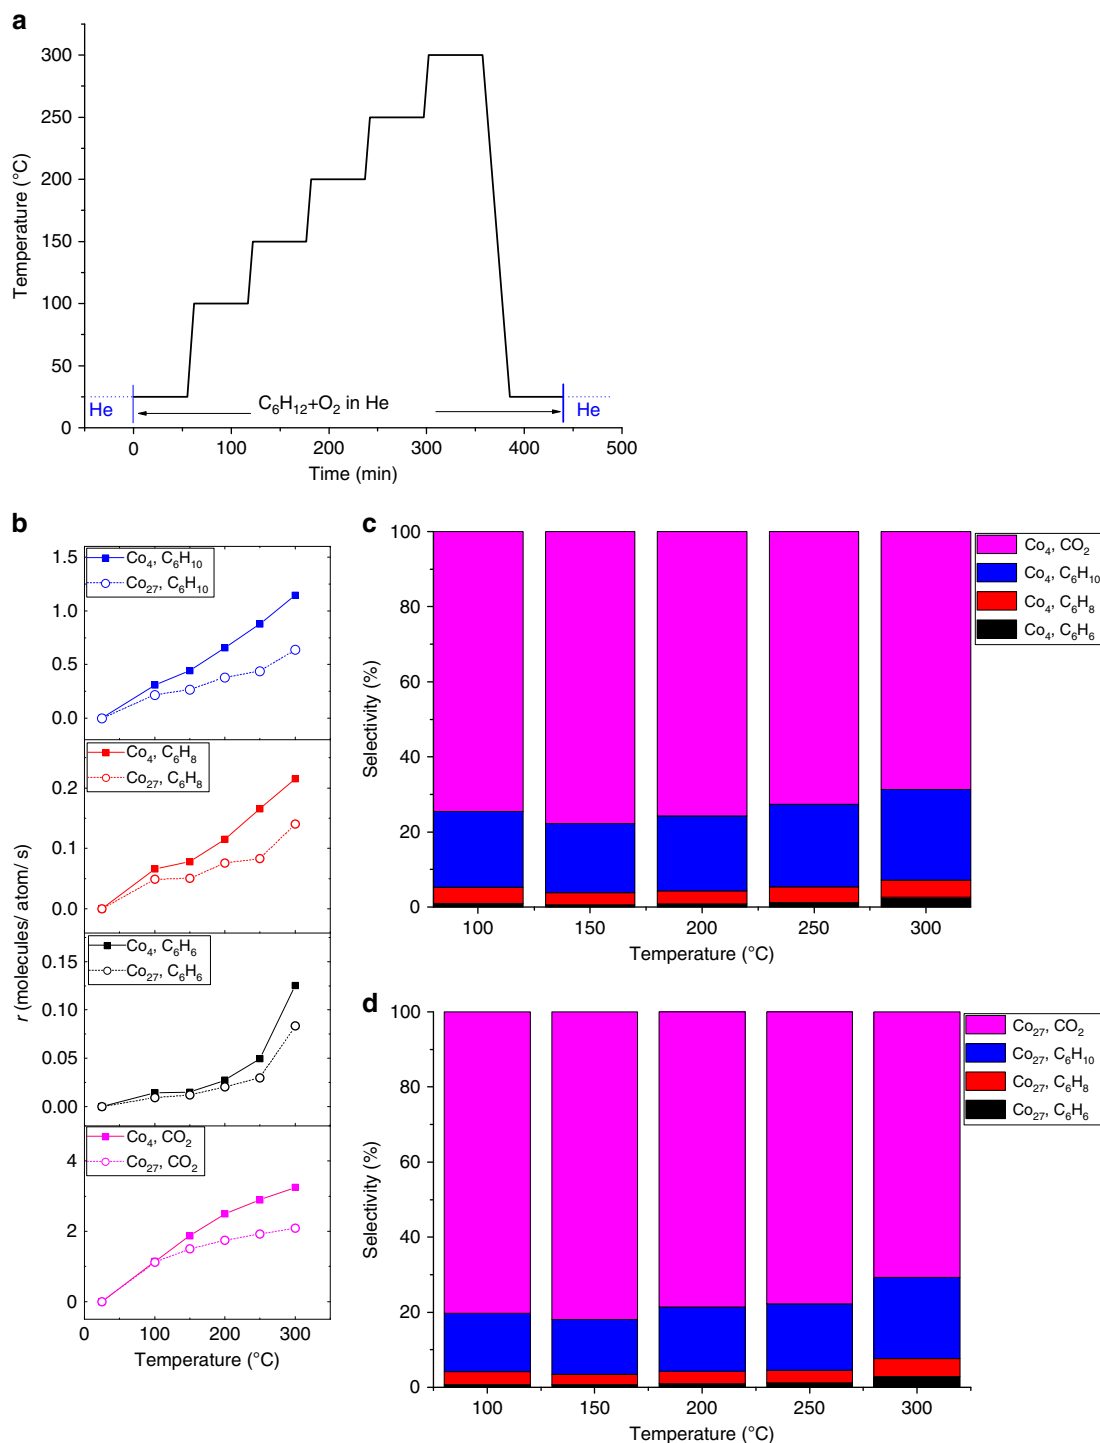 a
300
250
200
150
100
50
0
Temperature (°C)
He
C₆H₁₂+O₂ in He
He
0
100
200
300
400
500
Time (min)
b
Co₄, C₆H₁₀
Co₂₇, C₆H₁₀
1.5
1.0
0.5
0.0
Co₄, C₆H₈
Co₂₇, C₆H₈
0.2
0.1
0.0
Co₄, C₆H₆
Co₂₇, C₆H₆
0.15
0.10
0.05
0.00
Co₄, CO₂
Co₂₇, CO₂
4
2
0
r (molecules/ atom/ s)
0
100
200
300
Temperature (°C)
c
100
80
60
40
20
0
Selectivity (%)
100
150
200
250
300
Temperature (°C)
Co₄, CO₂
Co₄, C₆H₁₀
Co₄, C₆H₈
Co₄, C₆H₆
d
100
80
60
40
20
0
Selectivity (%)
100
150
200
250
300
Temperature (°C)
Co₂₇, CO₂
Co₂₇, C₆H₁₀
Co₂₇, C₆H₈
Co₂₇, C₆H₆